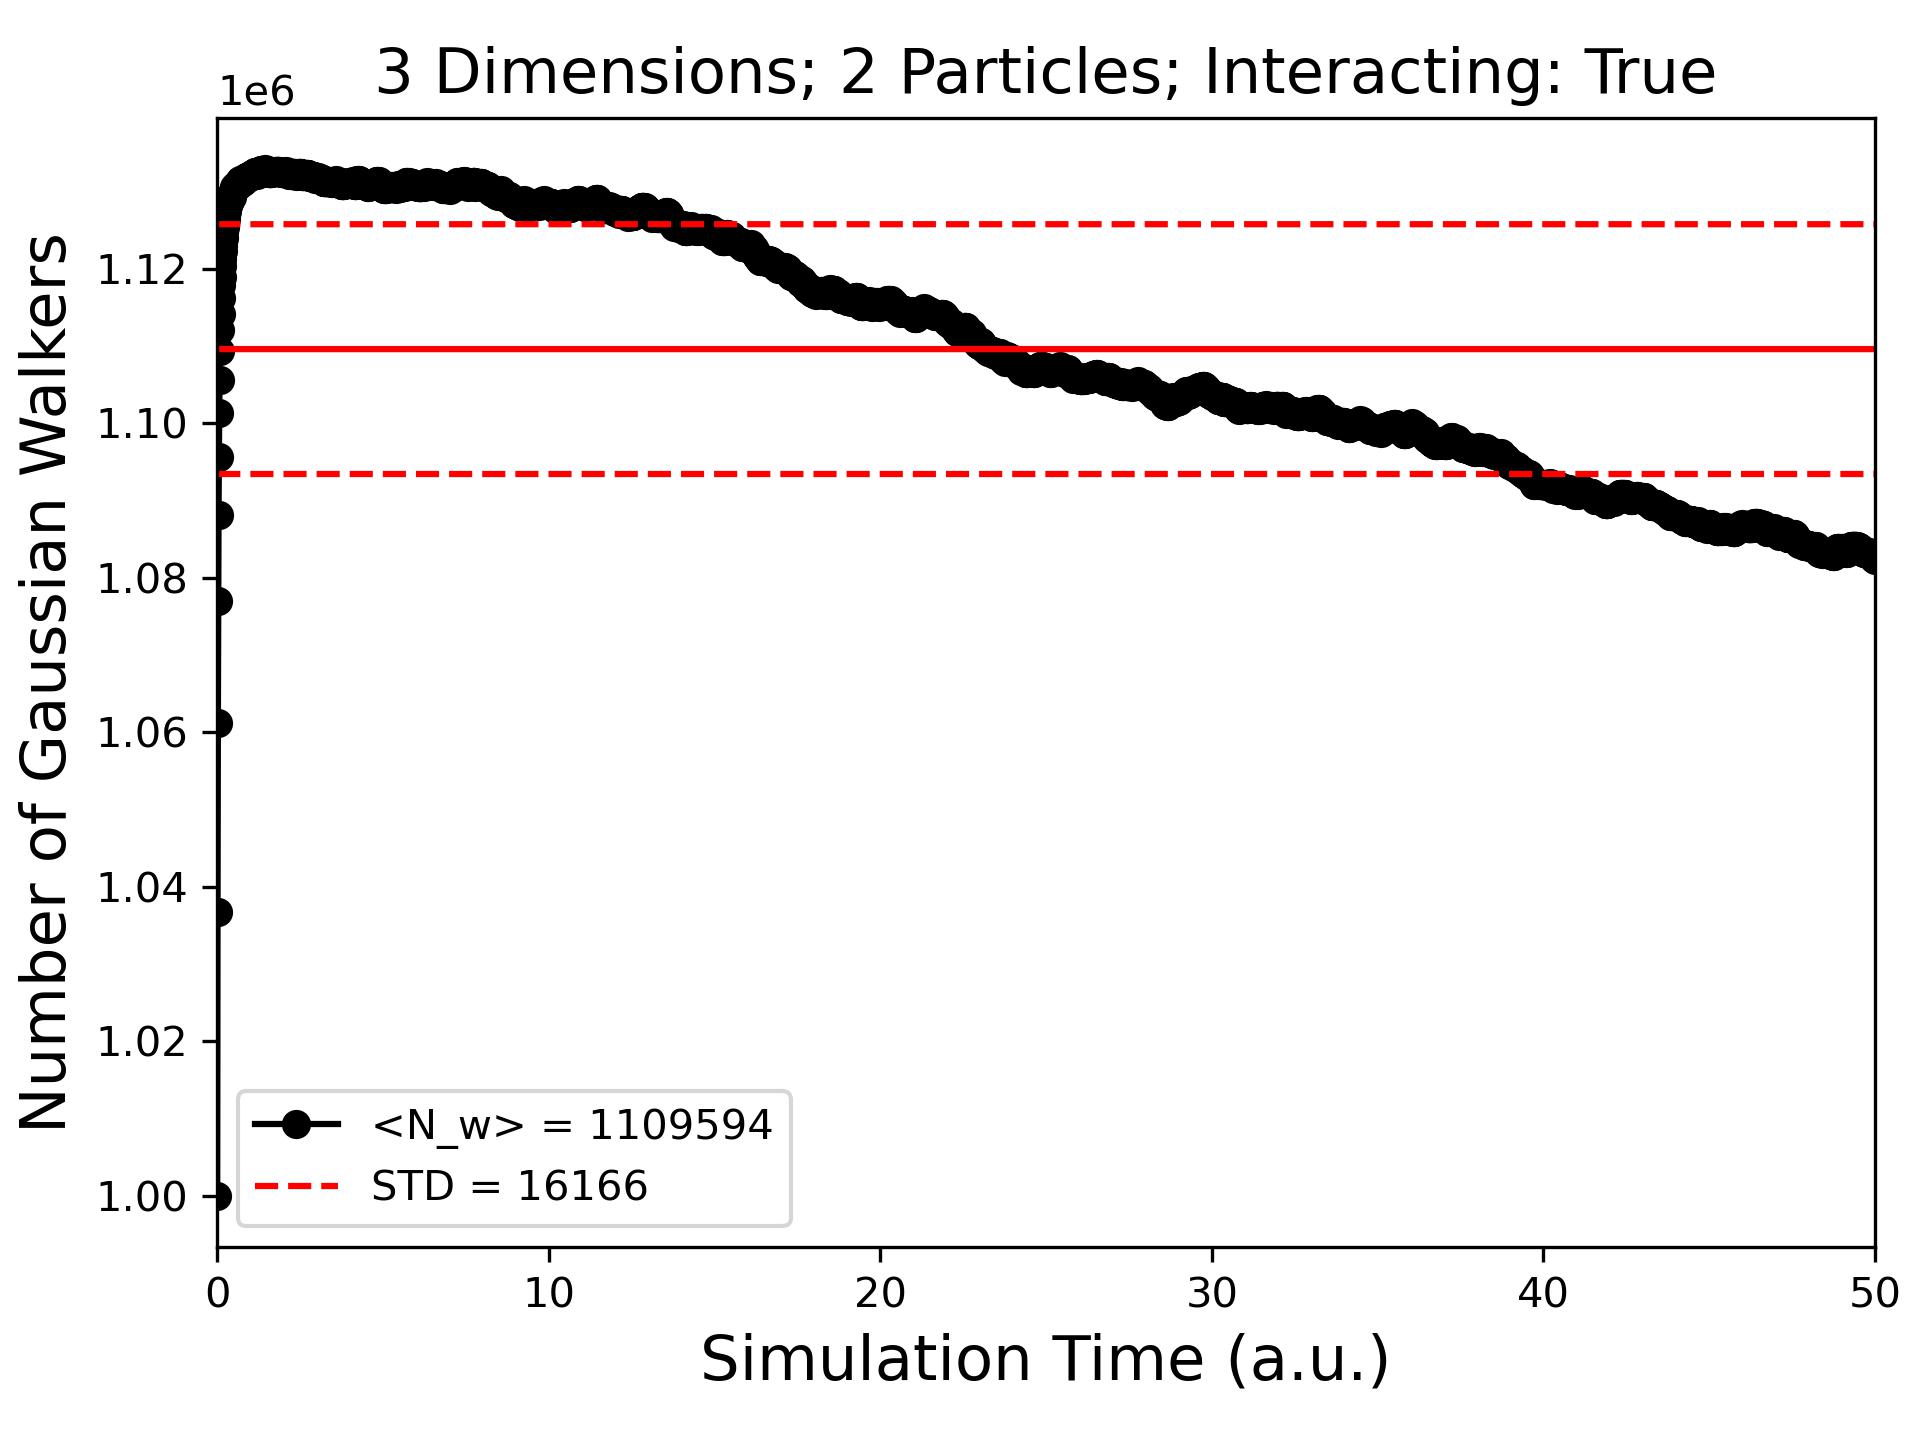 3 Dimensions; 2 Particles; Interacting: True
1e6
Number of Gaussian Walkers
1.12
1.10
1.08
1.06
1.04
1.02
1.00
<N_w> = 1109594
STD = 16166
0 10 20 30 40 50
Simulation Time (a.u.)